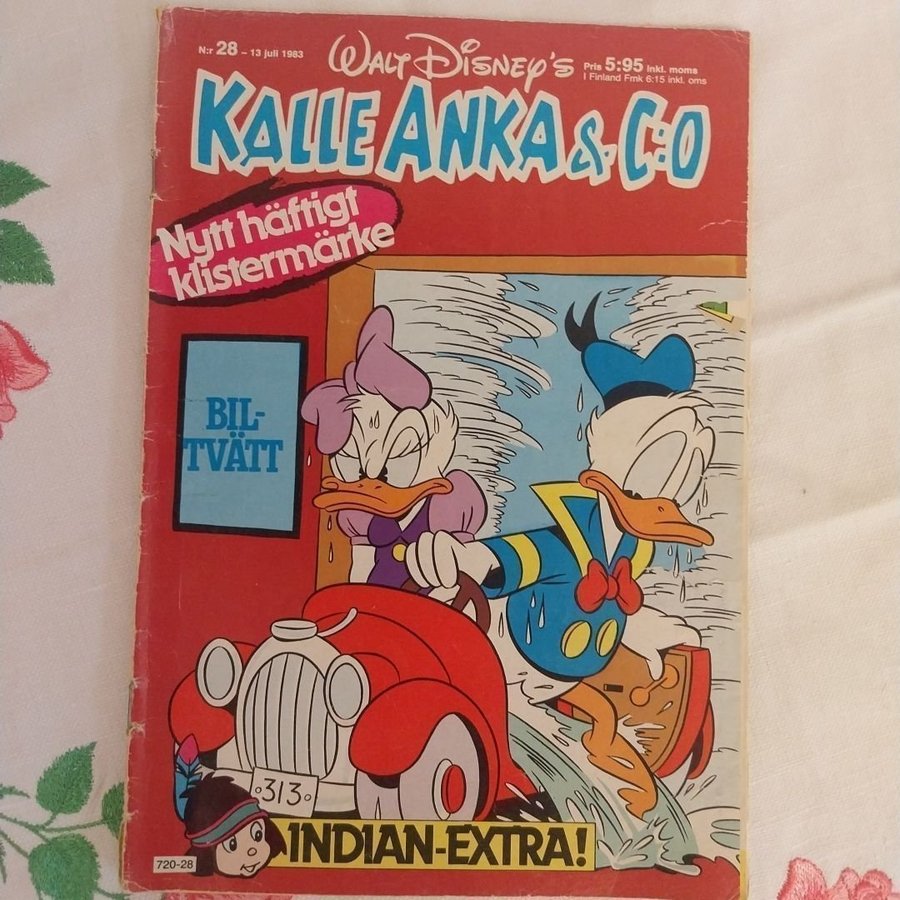 N:r 28 – 13 juli 1983
WALT DISNEY'S
Pris 5:95 inkl. moms
I Finland Fmk 6:15 inkl. oms
KALLE ANKA & C:O
Nytt häftigt
klistermärke
BIL-
TVÄTT
313
INDIAN-EXTRA!
720-28